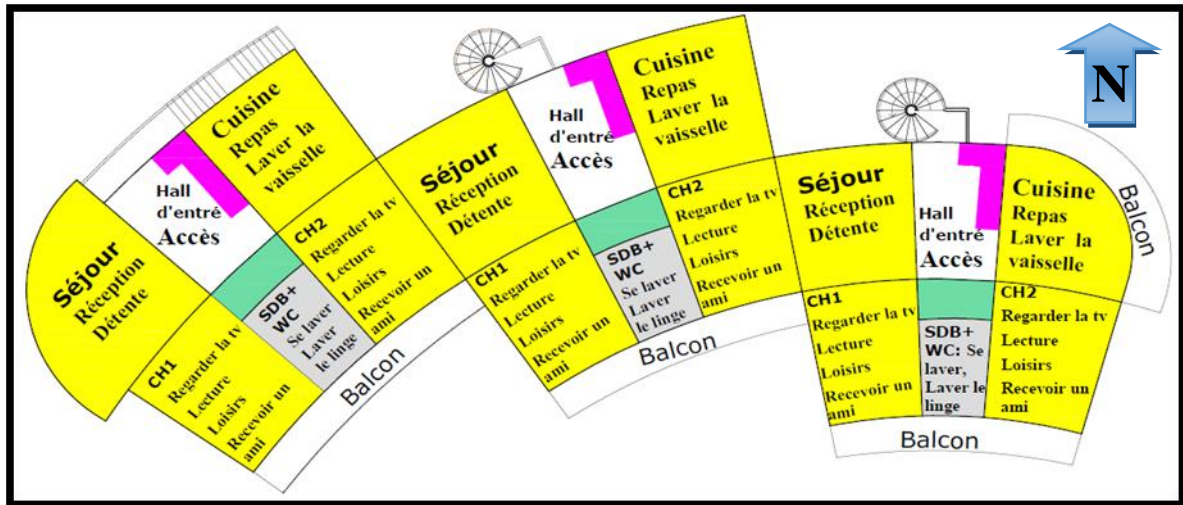 Séjour
Réception
Détente
Hall
d'entré
Accès
Cuisine
Repas
Laver la
vaisselle
CH1
Regarder la tv
Lecture
Loisirs
Recevoir un
ami
SDB+
WC
Se laver
Laver
le linge
CH2
Regarder la tv
Lecture
Loisirs
Recevoir un
ami
Balcon
Séjour
Réception
Détente
Hall
d'entré
Accès
Cuisine
Repas
Laver la
vaisselle
CH1
Regarder la tv
Lecture
Loisirs
Recevoir un
ami
SDB+
WC
Se laver
Laver
le linge
CH2
Regarder la tv
Lecture
Loisirs
Recevoir un
ami
Balcon
Séjour
Réception
Détente
Hall
d'entré
Accès
Cuisine
Repas
Laver la
vaisselle
Balcon
CH1
Regarder la tv
Lecture
Loisirs
Recevoir un
ami
SDB+
WC: Se
laver,
Laver le
linge
CH2
Regarder la tv
Lecture
Loisirs
Recevoir un
ami
Balcon
N